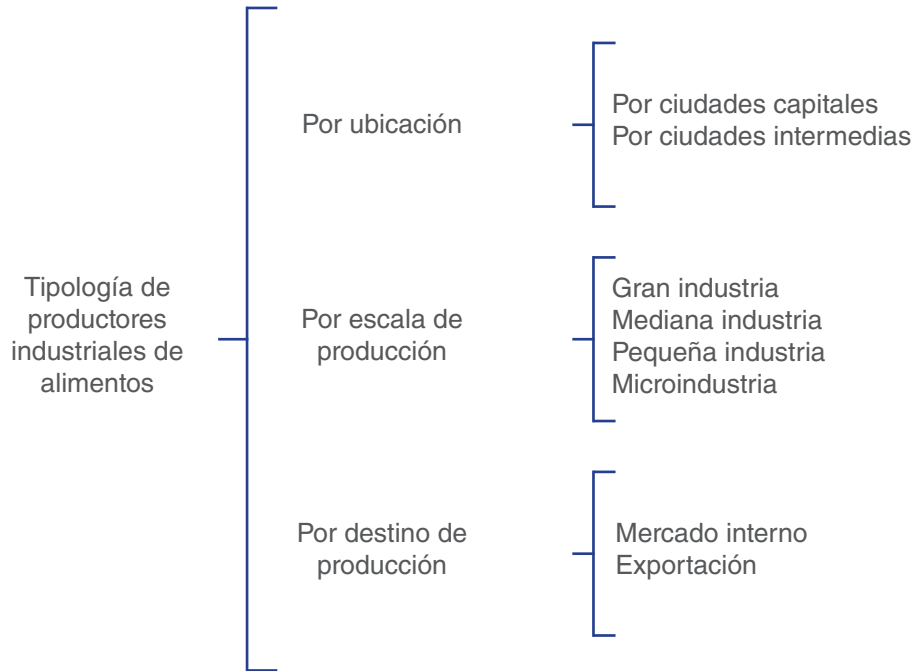 Tipología de
productores
industriales de
alimentos
Por ubicación
Por ciudades capitales
Por ciudades intermedias
Por escala de
producción
Gran industria
Mediana industria
Pequeña industria
Microindustria
Por destino de
producción
Mercado interno
Exportación